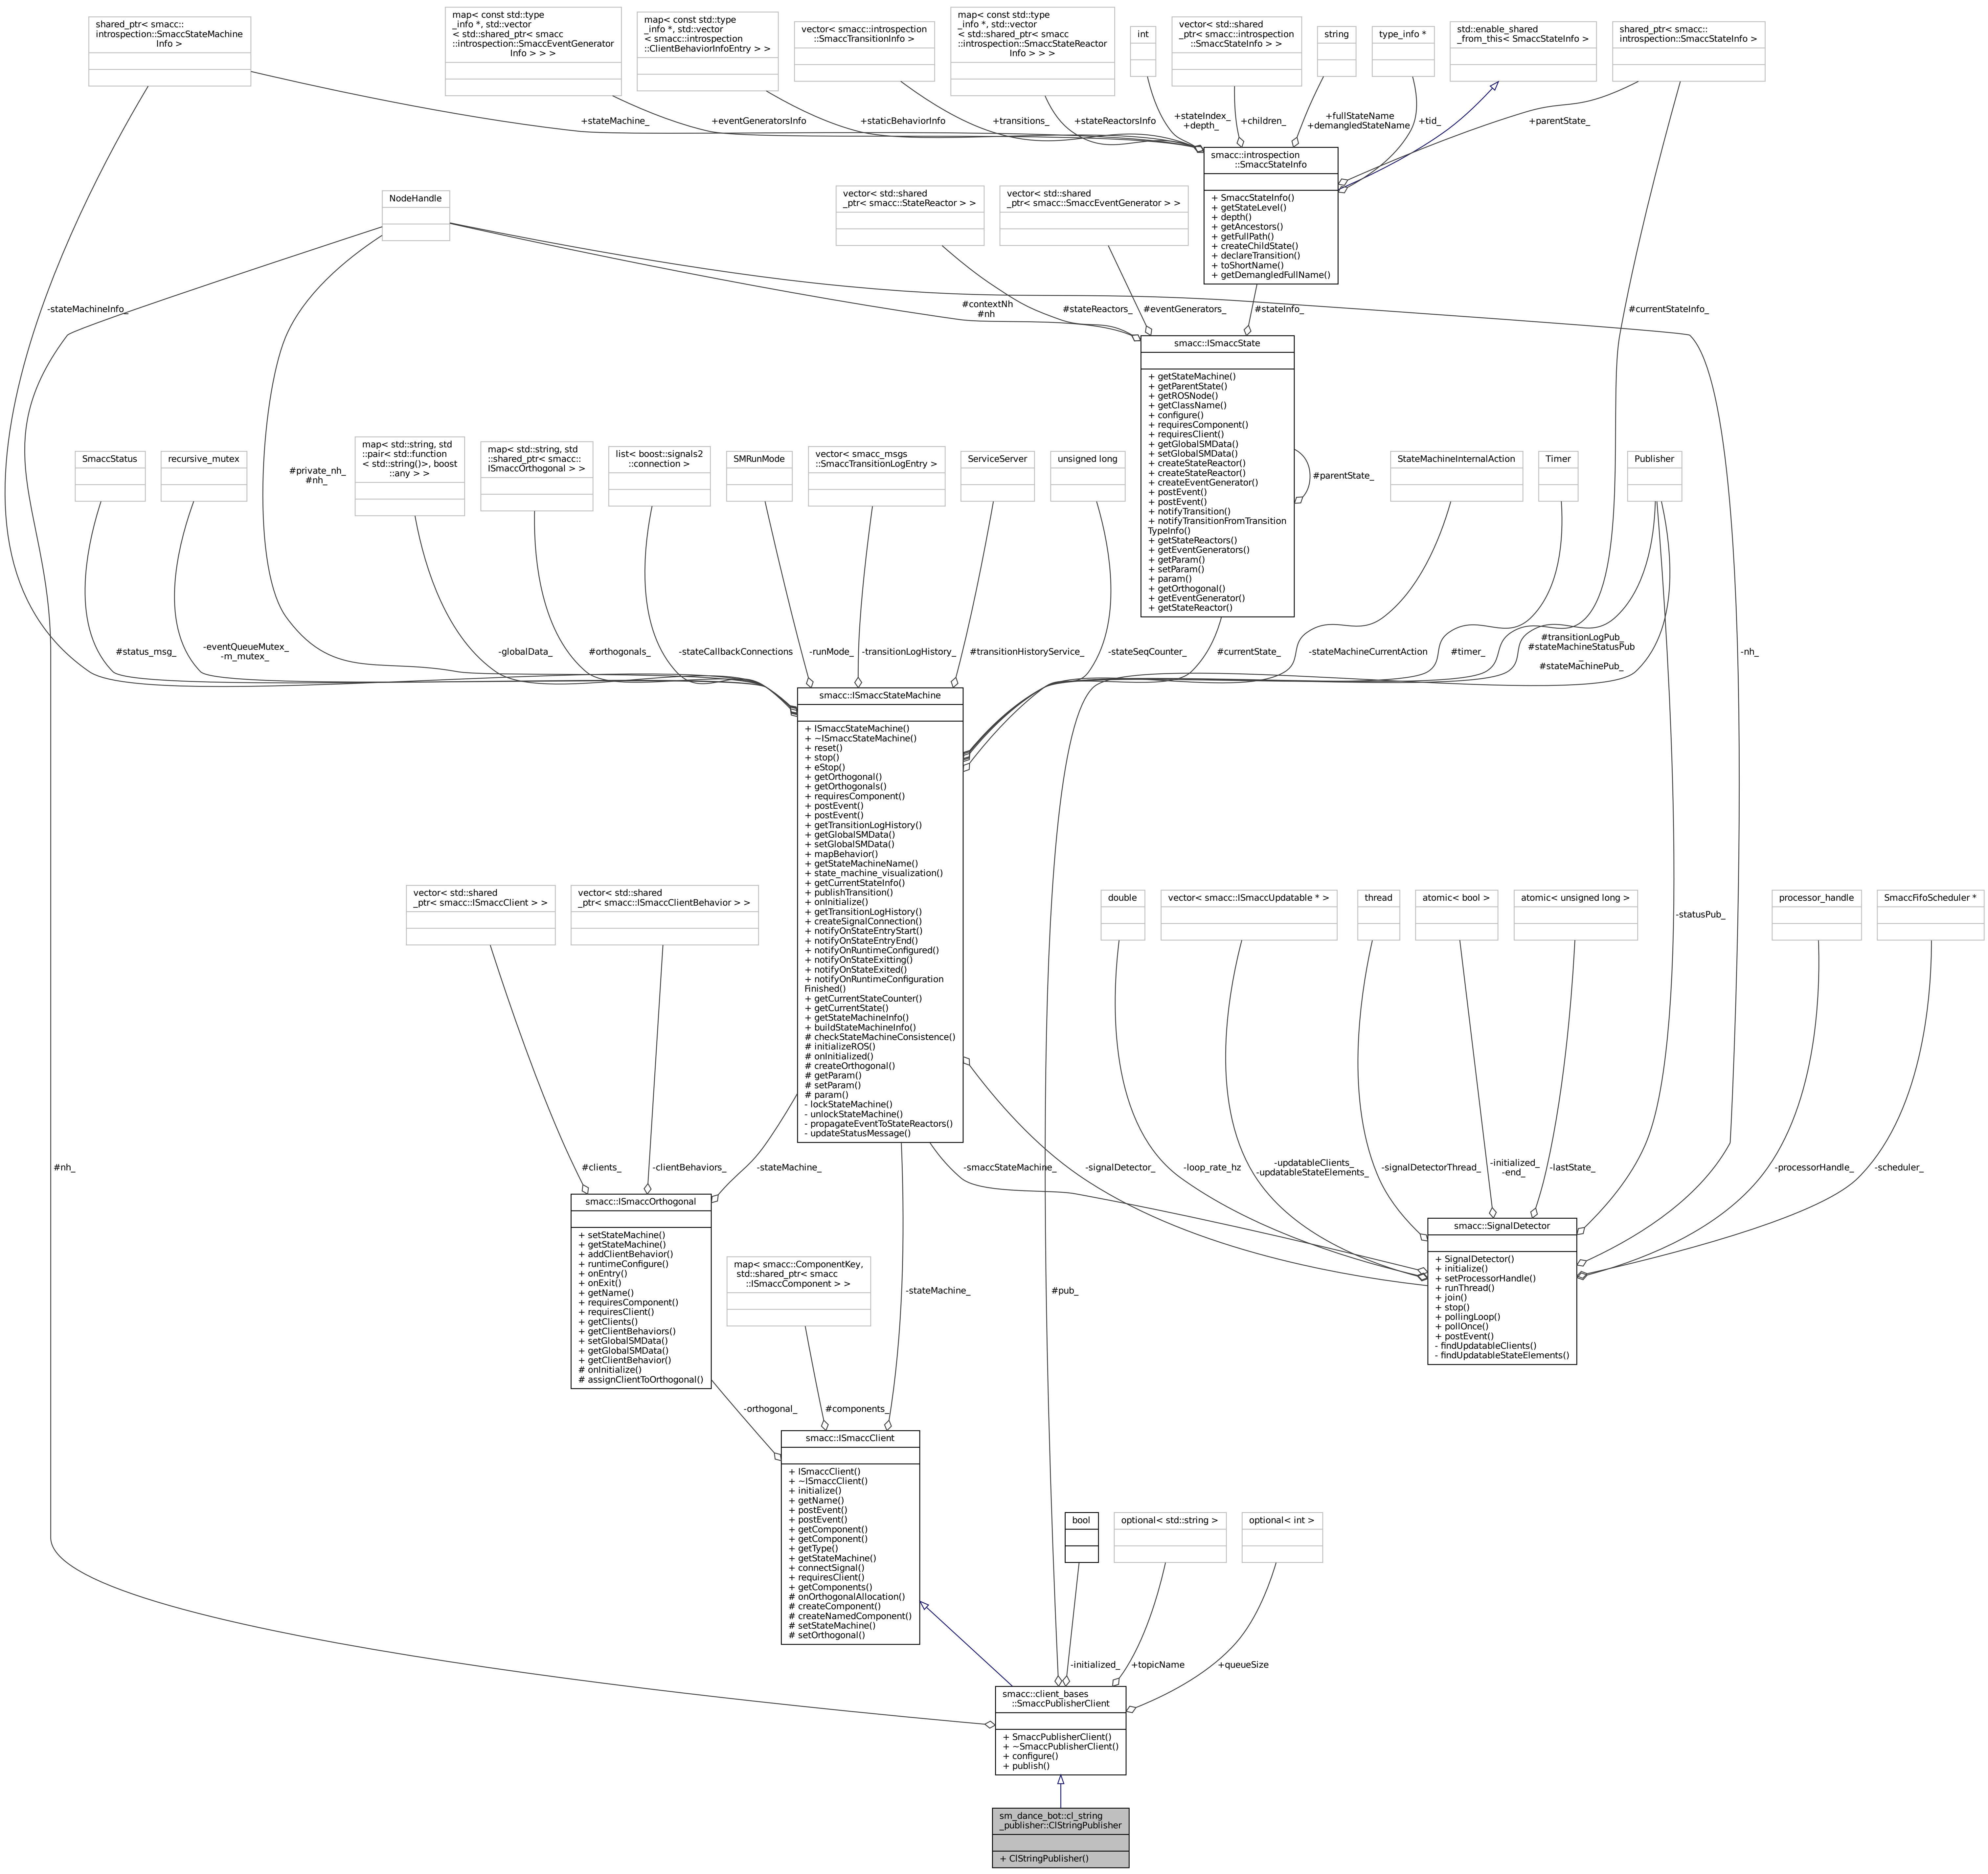 shared_ptr< smacc::
introspection::SmaccStateMachine
Info >
map< const std::type
_info *, std::vector
< std::shared_ptr< smacc
::introspection::SmaccEventGenerator
Info > > >
map< const std::type
_info *, std::vector
< smacc::introspection
::ClientBehaviorInfoEntry > >
vector< smacc::introspection
::SmaccTransitionInfo >
map< const std::type
_info *, std::vector
< std::shared_ptr< smacc
::introspection::SmaccStateReactor
Info > > >
int
vector< std::shared
_ptr< smacc::introspection
::SmaccStateInfo > >
string
type_info *
std::enable_shared
_from_this< SmaccStateInfo >
shared_ptr< smacc::
introspection::SmaccStateInfo >
+stateMachine_
+eventGeneratorsInfo
+staticBehaviorInfo
+transitions_
+stateReactorsInfo
+stateIndex_
+depth_
+children_
+fullStateName
+demangledStateName
+tid_
+parentState_
smacc::introspection
::SmaccStateInfo
+ SmaccStateInfo()
+ getStateLevel()
+ depth()
+ getAncestors()
+ getFullPath()
+ createChildState()
+ declareTransition()
+ toShortName()
+ getDemangledFullName()
NodeHandle
vector< std::shared
_ptr< smacc::StateReactor > >
vector< std::shared
_ptr< smacc::SmaccEventGenerator > >
-stateMachineInfo_
#contextNh
#nh
#stateReactors_
#eventGenerators_
#stateInfo_
#currentStateInfo_
smacc::ISmaccState
+ getStateMachine()
+ getParentState()
+ getROSNode()
+ getClassName()
+ configure()
+ requiresComponent()
+ requiresClient()
+ getGlobalSMData()
+ setGlobalSMData()
+ createStateReactor()
+ createStateReactor()
+ createEventGenerator()
+ postEvent()
+ postEvent()
+ notifyTransition()
+ notifyTransitionFromTransition
TypeInfo()
+ getStateReactors()
+ getEventGenerators()
+ getParam()
+ setParam()
+ param()
+ getOrthogonal()
+ getEventGenerator()
+ getStateReactor()
#parentState_
SmaccStatus
recursive_mutex
#private_nh_
#nh_
map< std::string, std
::pair< std::function
< std::string()>, boost
::any > >
map< std::string, std
::shared_ptr< smacc::
ISmaccOrthogonal > >
list< boost::signals2
::connection >
SMRunMode
vector< smacc_msgs
::SmaccTransitionLogEntry >
ServiceServer
unsigned long
StateMachineInternalAction
Timer
Publisher
#status_msg_
-eventQueueMutex_
-m_mutex_
-globalData_
#orthogonals_
-stateCallbackConnections
-runMode_
-transitionLogHistory_
#transitionHistoryService_
-stateSeqCounter_
#currentState_
-stateMachineCurrentAction
#timer_
#transitionLogPub_
#stateMachineStatusPub
_
#stateMachinePub_
-nh_
smacc::ISmaccStateMachine
+ ISmaccStateMachine()
+ ~ISmaccStateMachine()
+ reset()
+ stop()
+ eStop()
+ getOrthogonal()
+ getOrthogonals()
+ requiresComponent()
+ postEvent()
+ postEvent()
+ getTransitionLogHistory()
+ getGlobalSMData()
+ setGlobalSMData()
+ mapBehavior()
+ getStateMachineName()
+ state_machine_visualization()
+ getCurrentStateInfo()
+ publishTransition()
+ onInitialize()
+ getTransitionLogHistory()
+ createSignalConnection()
+ notifyOnStateEntryStart()
+ notifyOnStateEntryEnd()
+ notifyOnRuntimeConfigured()
+ notifyOnStateExitting()
+ notifyOnStateExited()
+ notifyOnRuntimeConfiguration
Finished()
+ getCurrentStateCounter()
+ getCurrentState()
+ getStateMachineInfo()
+ buildStateMachineInfo()
# checkStateMachineConsistence()
# initializeROS()
# onInitialized()
# createOrthogonal()
# getParam()
# setParam()
# param()
- lockStateMachine()
- unlockStateMachine()
- propagateEventToStateReactors()
- updateStatusMessage()
vector< std::shared
_ptr< smacc::ISmaccClient > >
vector< std::shared
_ptr< smacc::ISmaccClientBehavior > >
double
vector< smacc::ISmaccUpdatable * >
thread
atomic< bool >
atomic< unsigned long >
-statusPub_
processor_handle
SmaccFifoScheduler *
#nh_
#clients_
-clientBehaviors_
-stateMachine_
-smaccStateMachine_
-signalDetector_
-loop_rate_hz
-updatableClients_
-updatableStateElements_
-signalDetectorThread_
-initialized_
-end_
-lastState_
-processorHandle_
-scheduler_
smacc::ISmaccOrthogonal
+ setStateMachine()
+ getStateMachine()
+ addClientBehavior()
+ runtimeConfigure()
+ onEntry()
+ onExit()
+ getName()
+ requiresComponent()
+ requiresClient()
+ getClients()
+ getClientBehaviors()
+ setGlobalSMData()
+ getGlobalSMData()
+ getClientBehavior()
# onInitialize()
# assignClientToOrthogonal()
smacc::SignalDetector
+ SignalDetector()
+ initialize()
+ setProcessorHandle()
+ runThread()
+ join()
+ stop()
+ pollingLoop()
+ pollOnce()
+ postEvent()
- findUpdatableClients()
- findUpdatableStateElements()
map< smacc::ComponentKey,
std::shared_ptr< smacc
::ISmaccComponent > >
-stateMachine_
#pub_
-orthogonal_
#components_
smacc::ISmaccClient
+ ISmaccClient()
+ ~ISmaccClient()
+ initialize()
+ getName()
+ postEvent()
+ postEvent()
+ getComponent()
+ getComponent()
+ getType()
+ getStateMachine()
+ connectSignal()
+ requiresClient()
+ getComponents()
# onOrthogonalAllocation()
# createComponent()
# createNamedComponent()
# setStateMachine()
# setOrthogonal()
bool
optional< std::string >
optional< int >
-initialized_
+topicName
+queueSize
smacc::client_bases
::SmaccPublisherClient
+ SmaccPublisherClient()
+ ~SmaccPublisherClient()
+ configure()
+ publish()
sm_dance_bot::cl_string
_publisher::ClStringPublisher
+ ClStringPublisher()